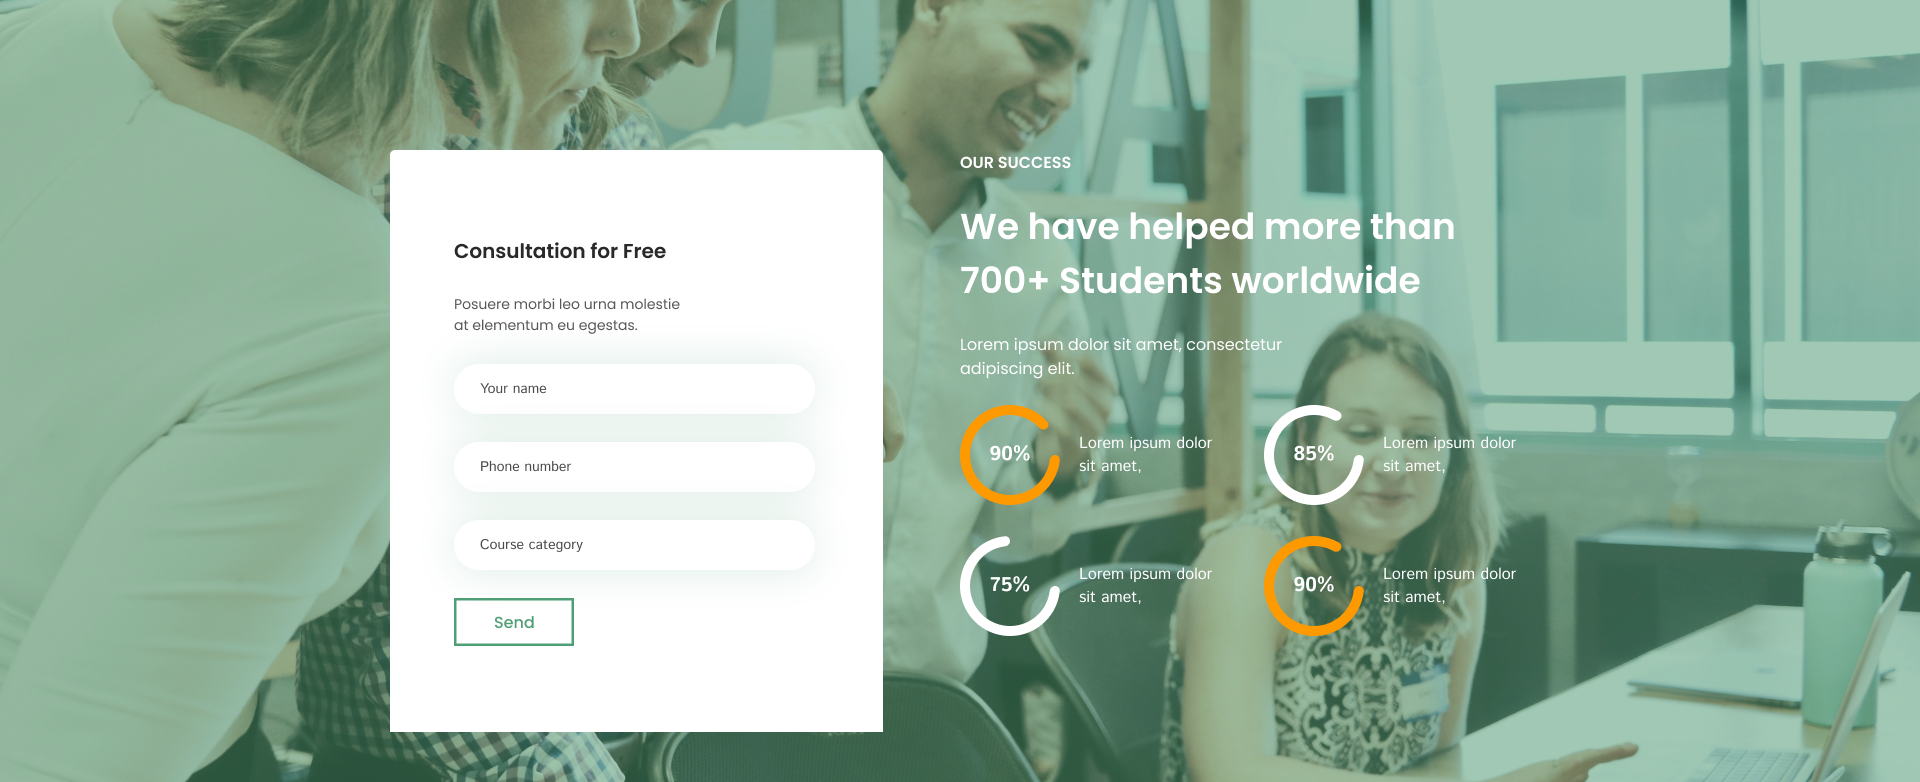 Consultation for Free
Posuere morbi leo urna molestie
at elementum eu egestas.
Your name
Phone number
Course category
Send
OUR SUCCESS
We have helped more than
700+ Students worldwide
Lorem ipsum dolor sit amet, consectetur
adipiscing elit.
90%
Lorem ipsum dolor
sit amet,
85%
Lorem ipsum dolor
sit amet,
75%
Lorem ipsum dolor
sit amet,
90%
Lorem ipsum dolor
sit amet,